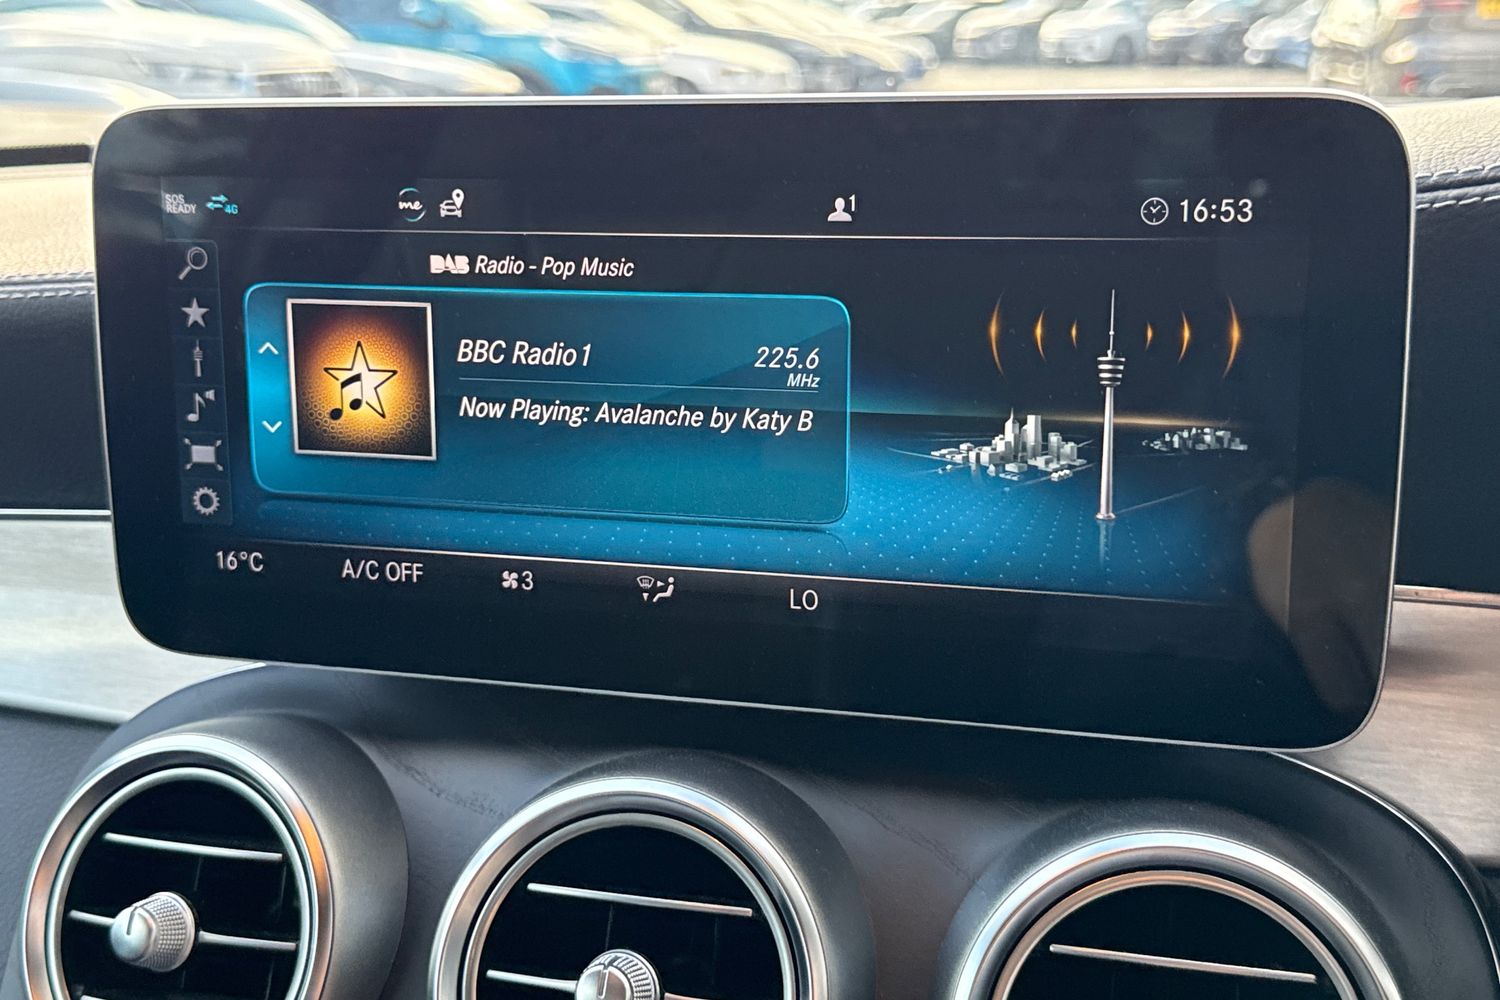 SOS
READY
4G
me
1
16:53
DAB Radio - Pop Music
BBC Radio 1
225.6
MHz
Now Playing: Avalanche by Katy B
16°C
A/C OFF
3
LO